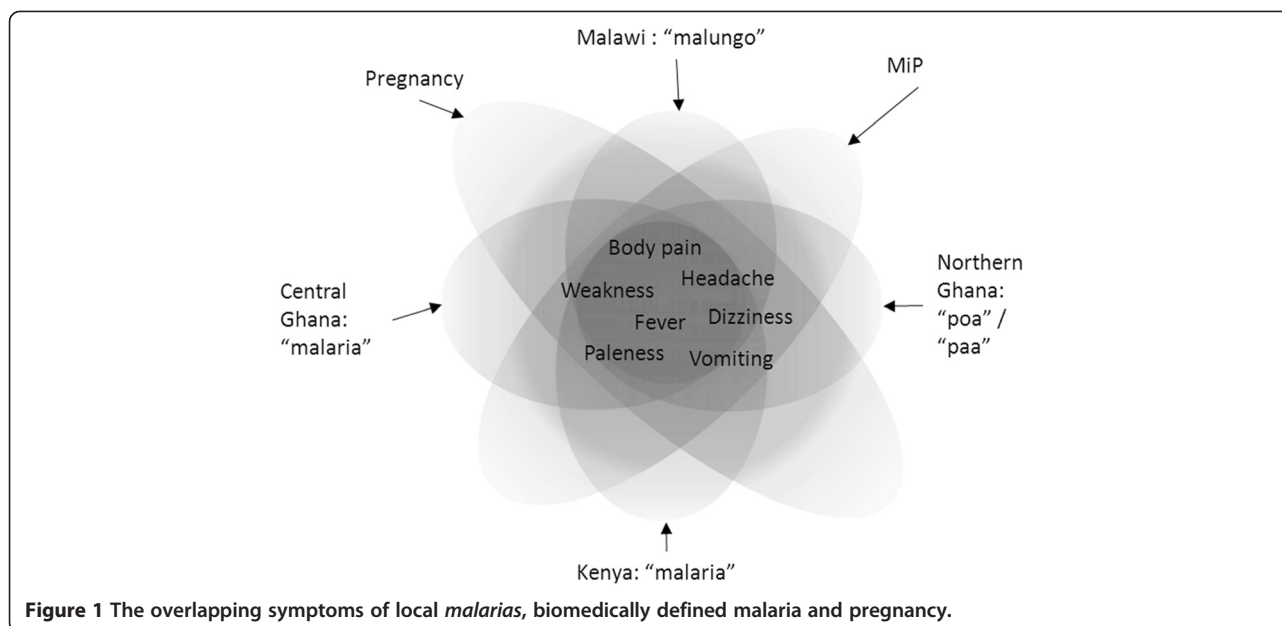 Malawi : “malungo”
MiP
Pregnancy
Body pain
Headache
Weakness
Fever
Dizziness
Paleness
Vomiting
Central
Ghana:
“malaria”
Northern
Ghana:
“poa” /
“paa”
Kenya: “malaria”
Figure 1 The overlapping symptoms of local malarias, biomedically defined malaria and pregnancy.